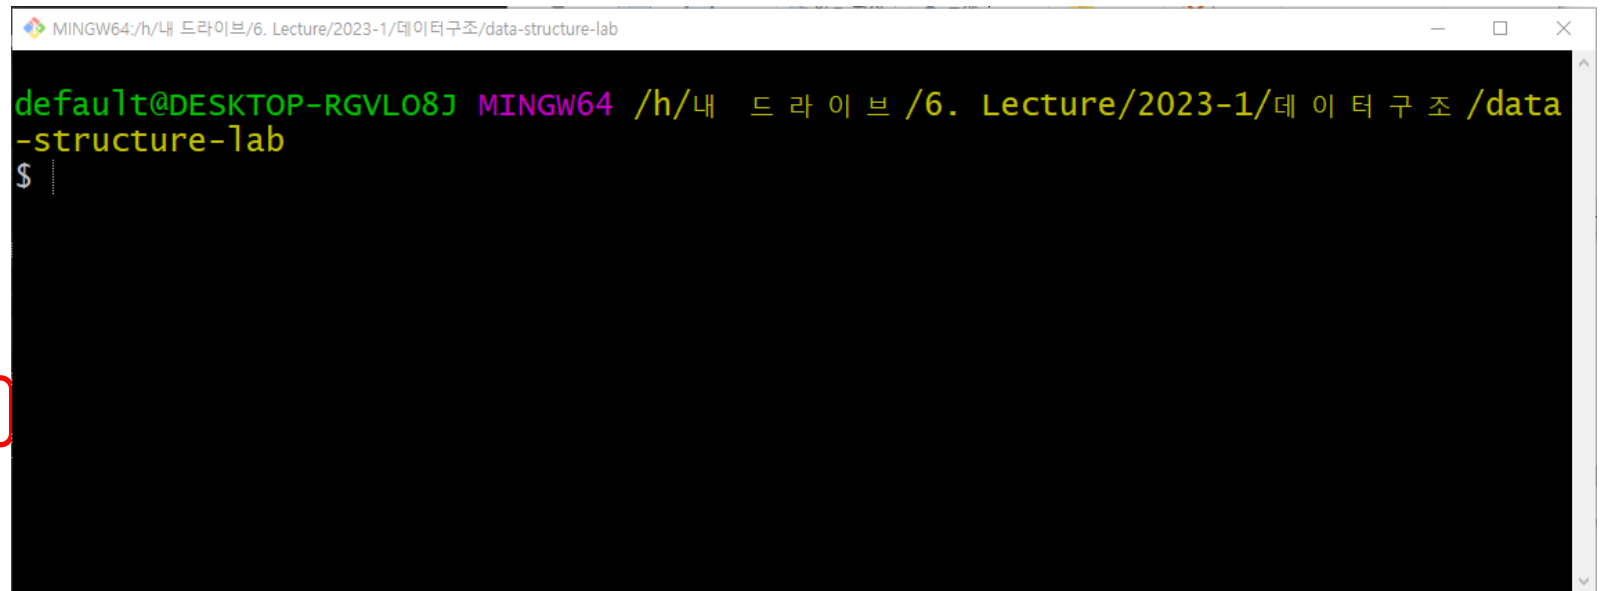 MINGW64:/h/내 드라이브/6. Lecture/2023-1/데이터구조/data-structure-lab
default@DESKTOP-RGVLO8J MINGW64 /h/내 드라이브/6. Lecture/2023-1/데이터구조/data
-structure-lab
$